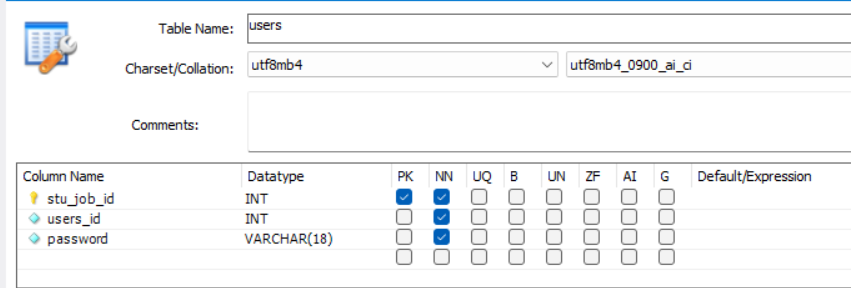 Table Name: users
Charset/Collation: utf8mb4 utf8mb4_0900_ai_ci
Comments:
Column Name Datatype PK NN UQ B UN ZF AI G Default/Expression
stu_job_id INT
users_id INT
password VARCHAR(18)